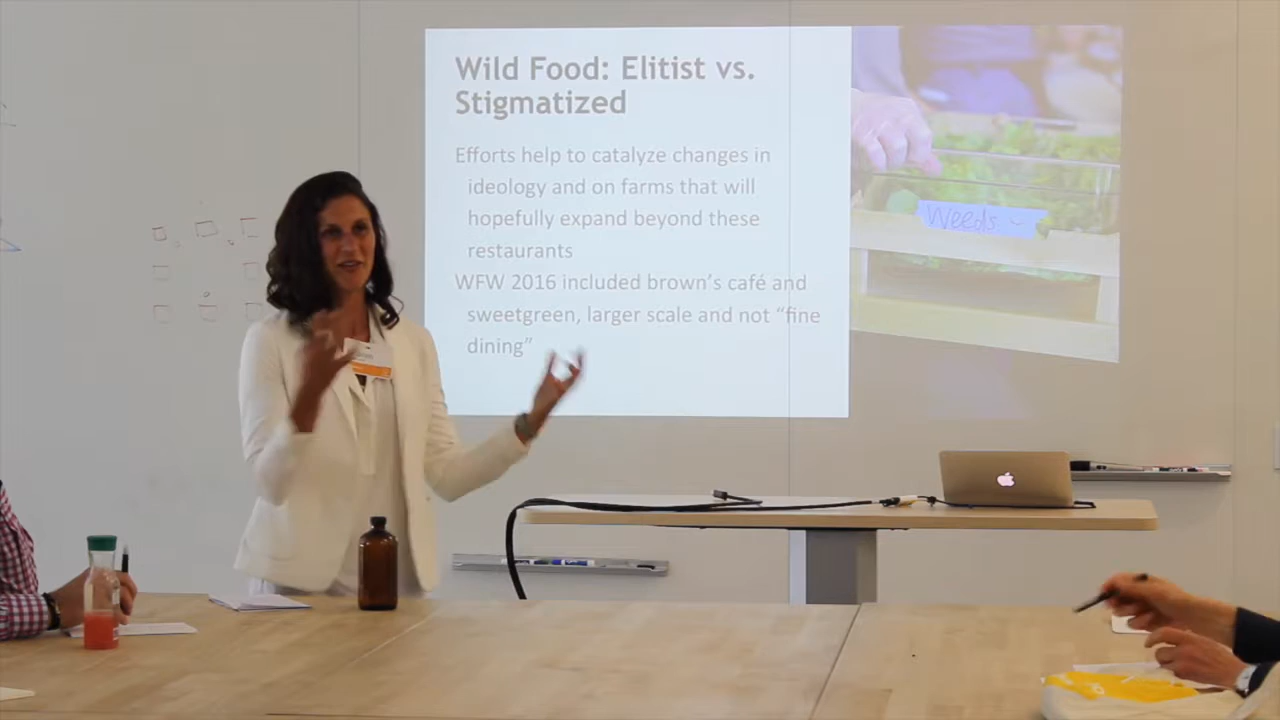 Wild Food: Elitist vs.
Stigmatized
Efforts help to catalyze changes in
ideology and on farms that will
hopefully expand beyond these
restaurants
WFW 2016 included brown's café and
sweetgreen, larger scale and not "fine
dining"
Weeds